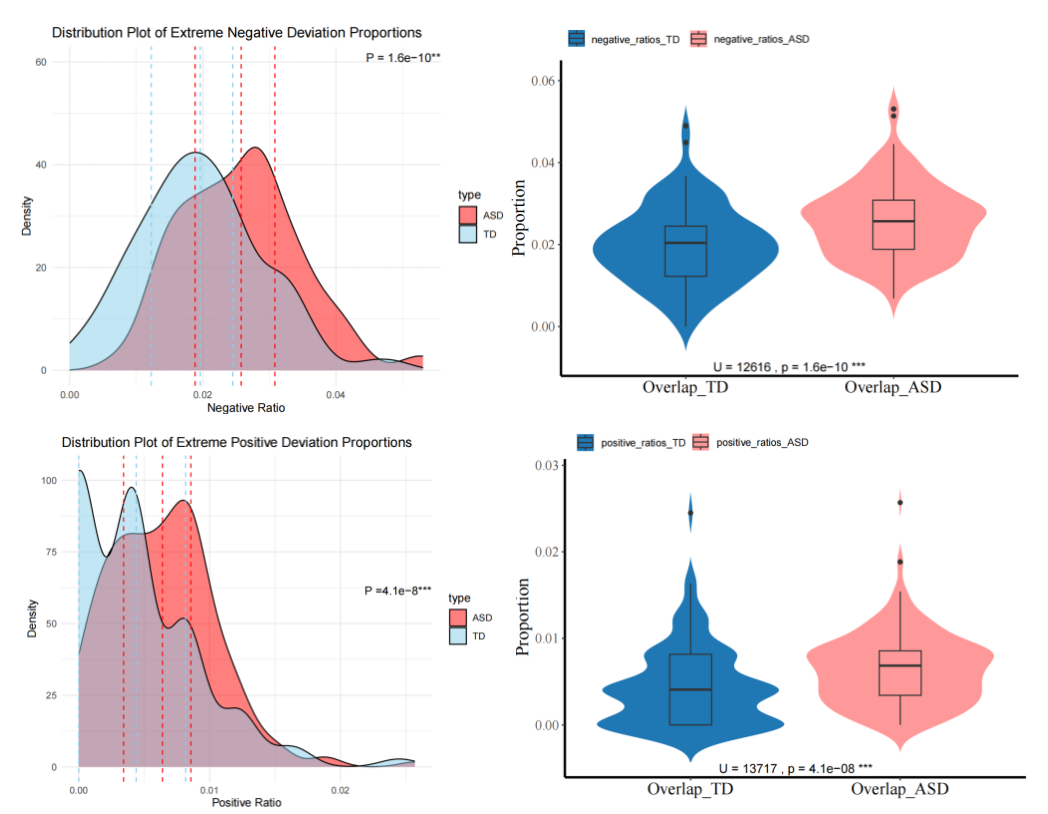 Distribution Plot of Extreme Negative Deviation Proportions
P = 1.6e−10**
60
40
20
0
Density
0.00
0.02
0.04
Negative Ratio
type
ASD
TD
negative_ratios_TD
negative_ratios_ASD
0.06
0.04
0.02
0.00
Proportion
U = 12616 , p = 1.6e−10 ***
Overlap_TD
Overlap_ASD
Distribution Plot of Extreme Positive Deviation Proportions
P =4.1e−8***
100
75
50
25
0
Density
0.00
0.01
0.02
Positive Ratio
type
ASD
TD
positive_ratios_TD
positive_ratios_ASD
0.03
0.02
0.01
0.00
Proportion
U = 13717 , p = 4.1e−08 ***
Overlap_TD
Overlap_ASD